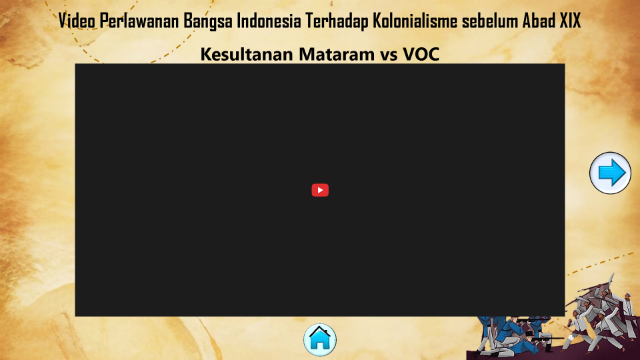 Video Perlawanan Bangsa Indonesia Terhadap Kolonialisme sebelum Abad XIX
Kesultanan Mataram vs VOC